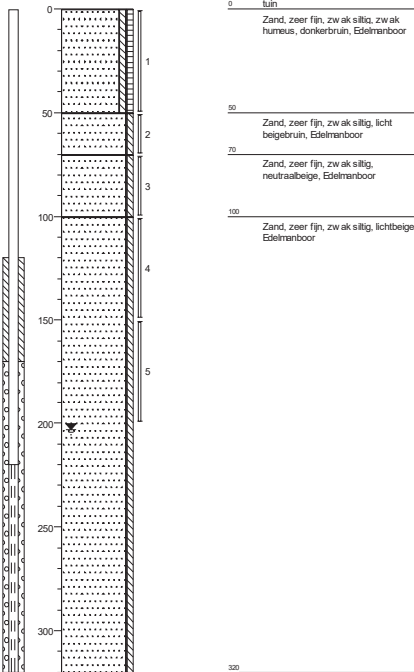 0
50
100
150
200
250
300
1
2
3
4
5
0
tuin
Zand, zeer fijn, zwak siltig, zwak
humeus, donkerbruin, Edelmanboor
50
Zand, zeer fijn, zwak siltig, licht
beigebruin, Edelmanboor
70
Zand, zeer fijn, zwak siltig,
neutraalbeige, Edelmanboor
100
Zand, zeer fijn, zwak siltig, lichtbeige
Edelmanboor
320